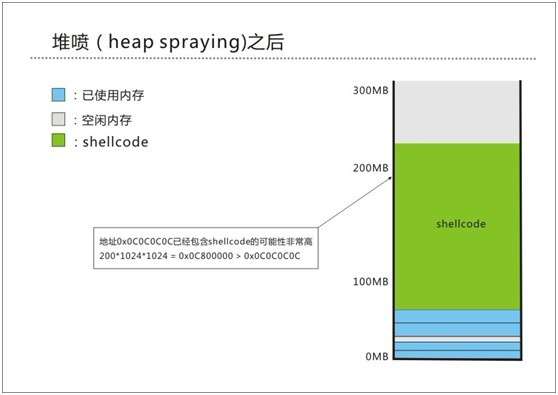 堆喷 ( heap spraying)之后
：已使用内存
：空闲内存
：shellcode
300MB
200MB
地址0x0C0C0C0C已经包含shellcode的可能性非常高
200*1024*1024 = 0x0C800000 > 0x0C0C0C0C
shellcode
100MB
0MB